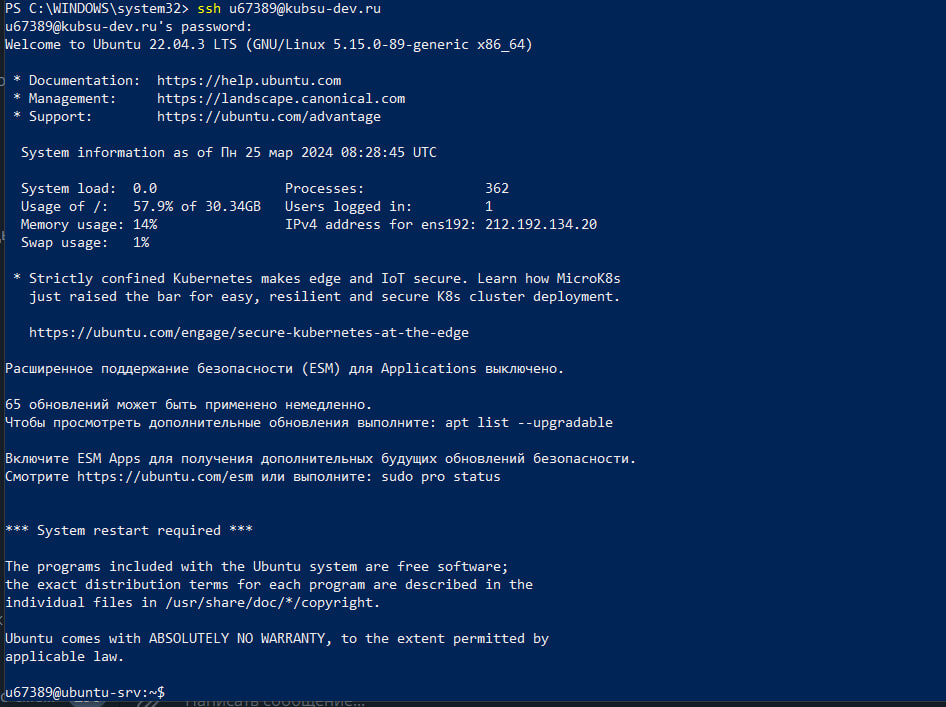 PS C:\WINDOWS\system32> ssh u67389@kubsu-dev.ru
u67389@kubsu-dev.ru's password:
Welcome to Ubuntu 22.04.3 LTS (GNU/Linux 5.15.0-89-generic x86_64)
* Documentation: https://help.ubuntu.com
* Management: https://landscape.canonical.com
* Support: https://ubuntu.com/advantage
System information as of Пн 25 мар 2024 08:28:45 UTC
System load: 0.0 Processes: 362
Usage of /: 57.9% of 30.34GB Users logged in: 1
Memory usage: 14% IPv4 address for ens192: 212.192.134.20
Swap usage: 1%
* Strictly confined Kubernetes makes edge and IoT secure. Learn how MicroK8s
just raised the bar for easy, resilient and secure K8s cluster deployment.
https://ubuntu.com/engage/secure-kubernetes-at-the-edge
Расширенное поддержание безопасности (ESM) для Applications выключено.
65 обновлений может быть применено немедленно.
Чтобы просмотреть дополнительные обновления выполните: apt list --upgradable
Включите ESM Apps для получения дополнительных будущих обновлений безопасности.
Смотрите https://ubuntu.com/esm или выполните: sudo pro status
*** System restart required ***
The programs included with the Ubuntu system are free software;
the exact distribution terms for each program are described in the
individual files in /usr/share/doc/*/copyright.
Ubuntu comes with ABSOLUTELY NO WARRANTY, to the extent permitted by
applicable law.
u67389@ubuntu-srv:~$
Написать сообщение...